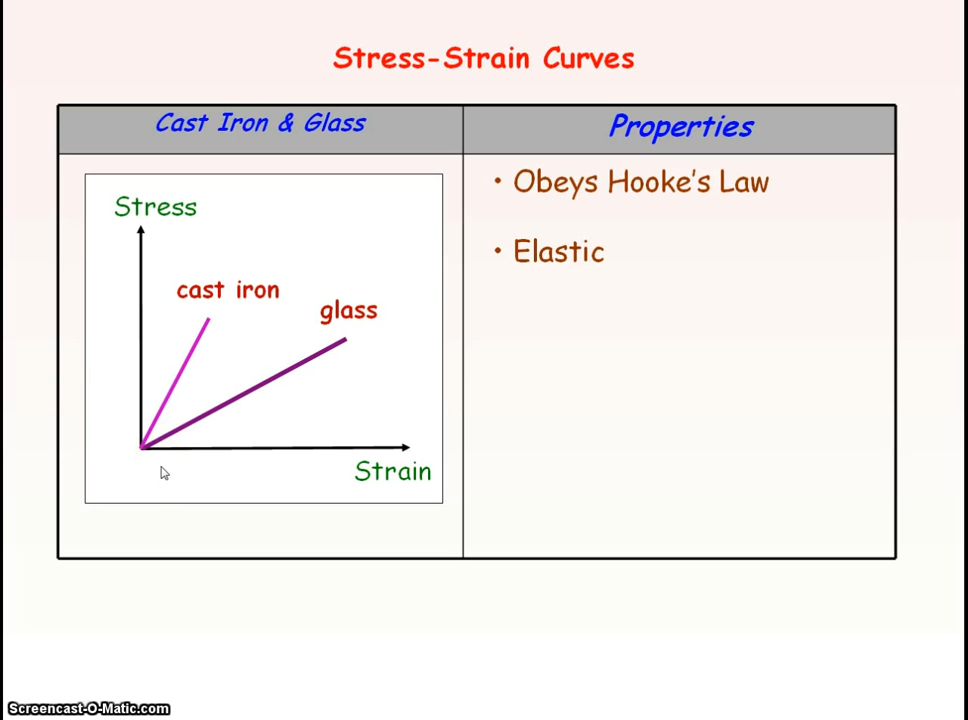 Stress-Strain Curves
Cast Iron & Glass
Properties
Stress
cast iron
glass
Strain
• Obeys Hooke's Law
• Elastic
Screencast-O-Matic.com